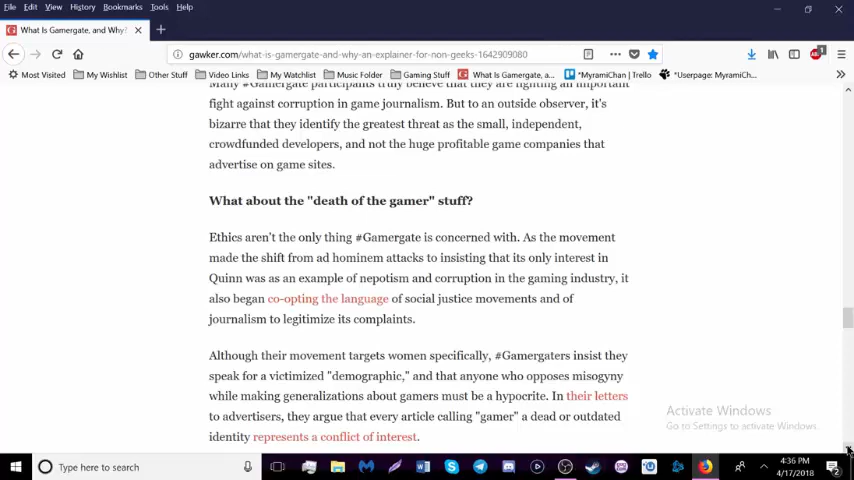 File Edit View History Bookmarks Tools Help
What Is Gamergate, and Why?
gawker.com/what-is-gamergate-and-why-an-explainer-for-non-geeks-1642909080
Most Visited My Wishlist Other Stuff Video Links My Watchlist Music Folder Gaming Stuff What Is Gamergate, a... *MyramiChan | Trello *Userpage: MyramiCh...
Many #Gamergate participants truly believe that they are fighting an important
fight against corruption in game journalism. But to an outside observer, it's
bizarre that they identify the greatest threat as the small, independent,
crowdfunded developers, and not the huge profitable game companies that
advertise on game sites.
What about the "death of the gamer" stuff?
Ethics aren't the only thing #Gamergate is concerned with. As the movement
made the shift from ad hominem attacks to insisting that its only interest in
Quinn was as an example of nepotism and corruption in the gaming industry, it
also began co-opting the language of social justice movements and of
journalism to legitimize its complaints.
Although their movement targets women specifically, #Gamergaters insist they
speak for a victimized "demographic," and that anyone who opposes misogyny
while making generalizations about gamers must be a hypocrite. In their letters
to advertisers, they argue that every article calling "gamer" a dead or outdated
identity represents a conflict of interest.
Activate Windows
Go to Settings to activate Windows.
Type here to search
4:36 PM
4/17/2018